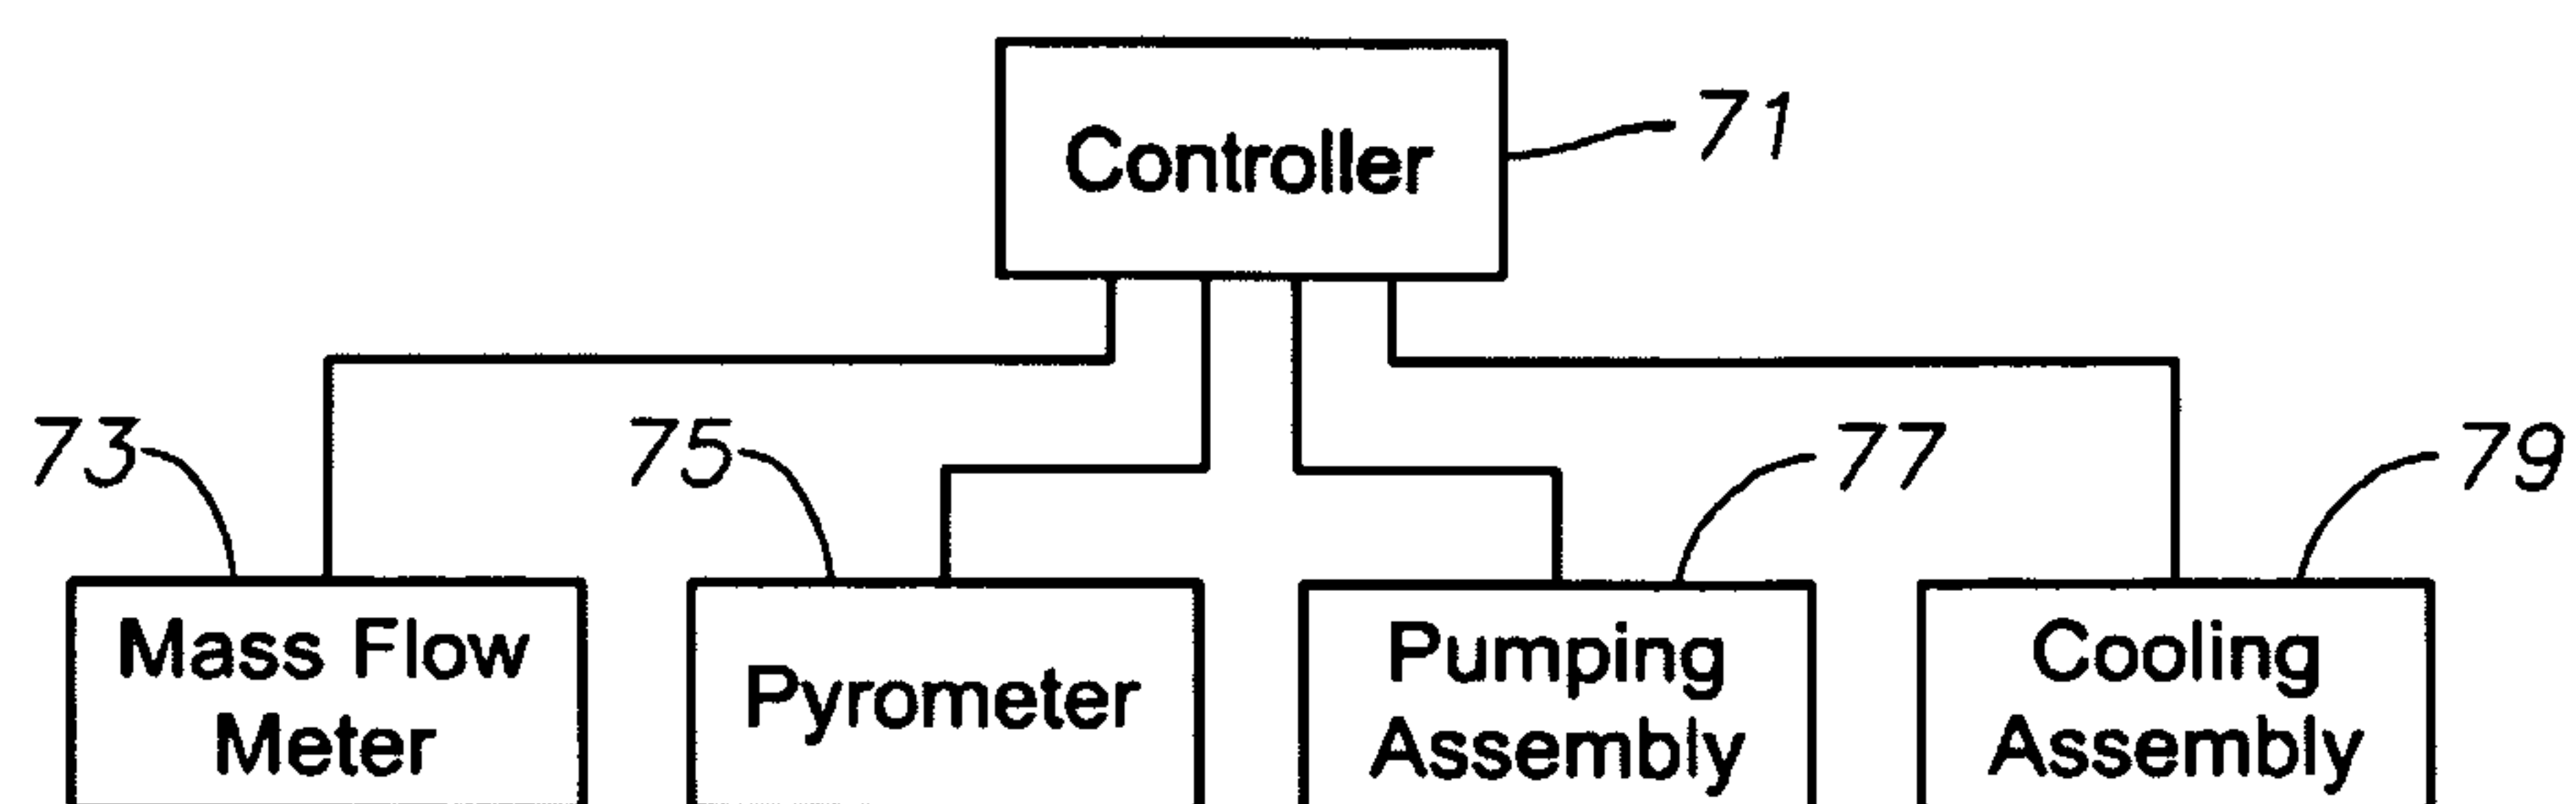 Controller
71
73
75
77
79
Mass Flow
Meter
Pyrometer
Pumping
Assembly
Cooling
Assembly